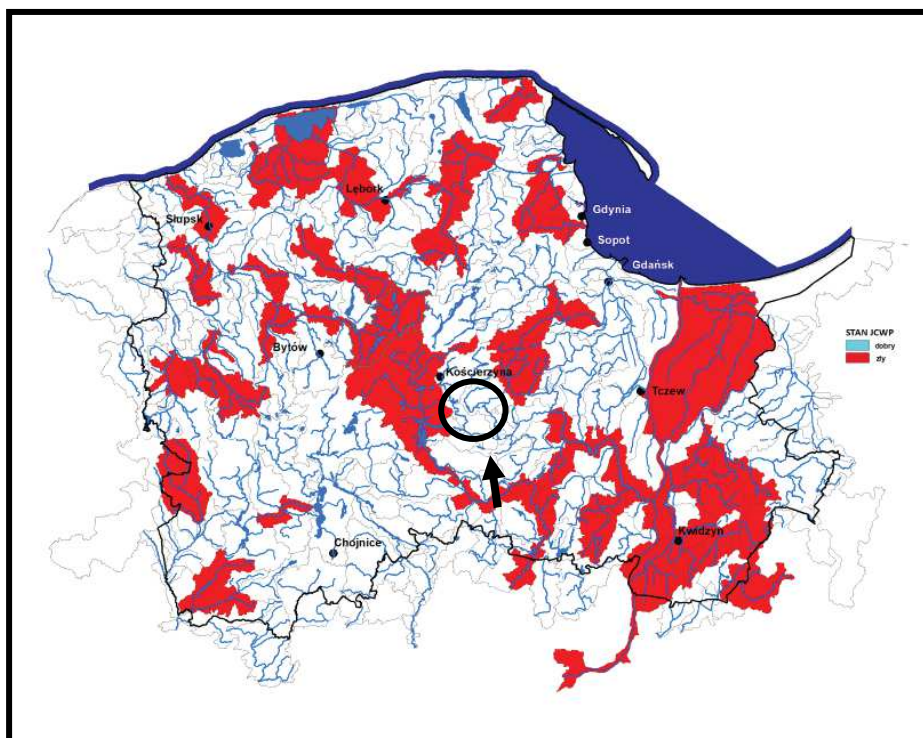 Lębork
Słupsk
Gdynia
Sopot
Gdańsk
STAN JCWP
dobry
zły
Bytów
Kościerzyna
Tczew
Kwidzyn
Chojnice